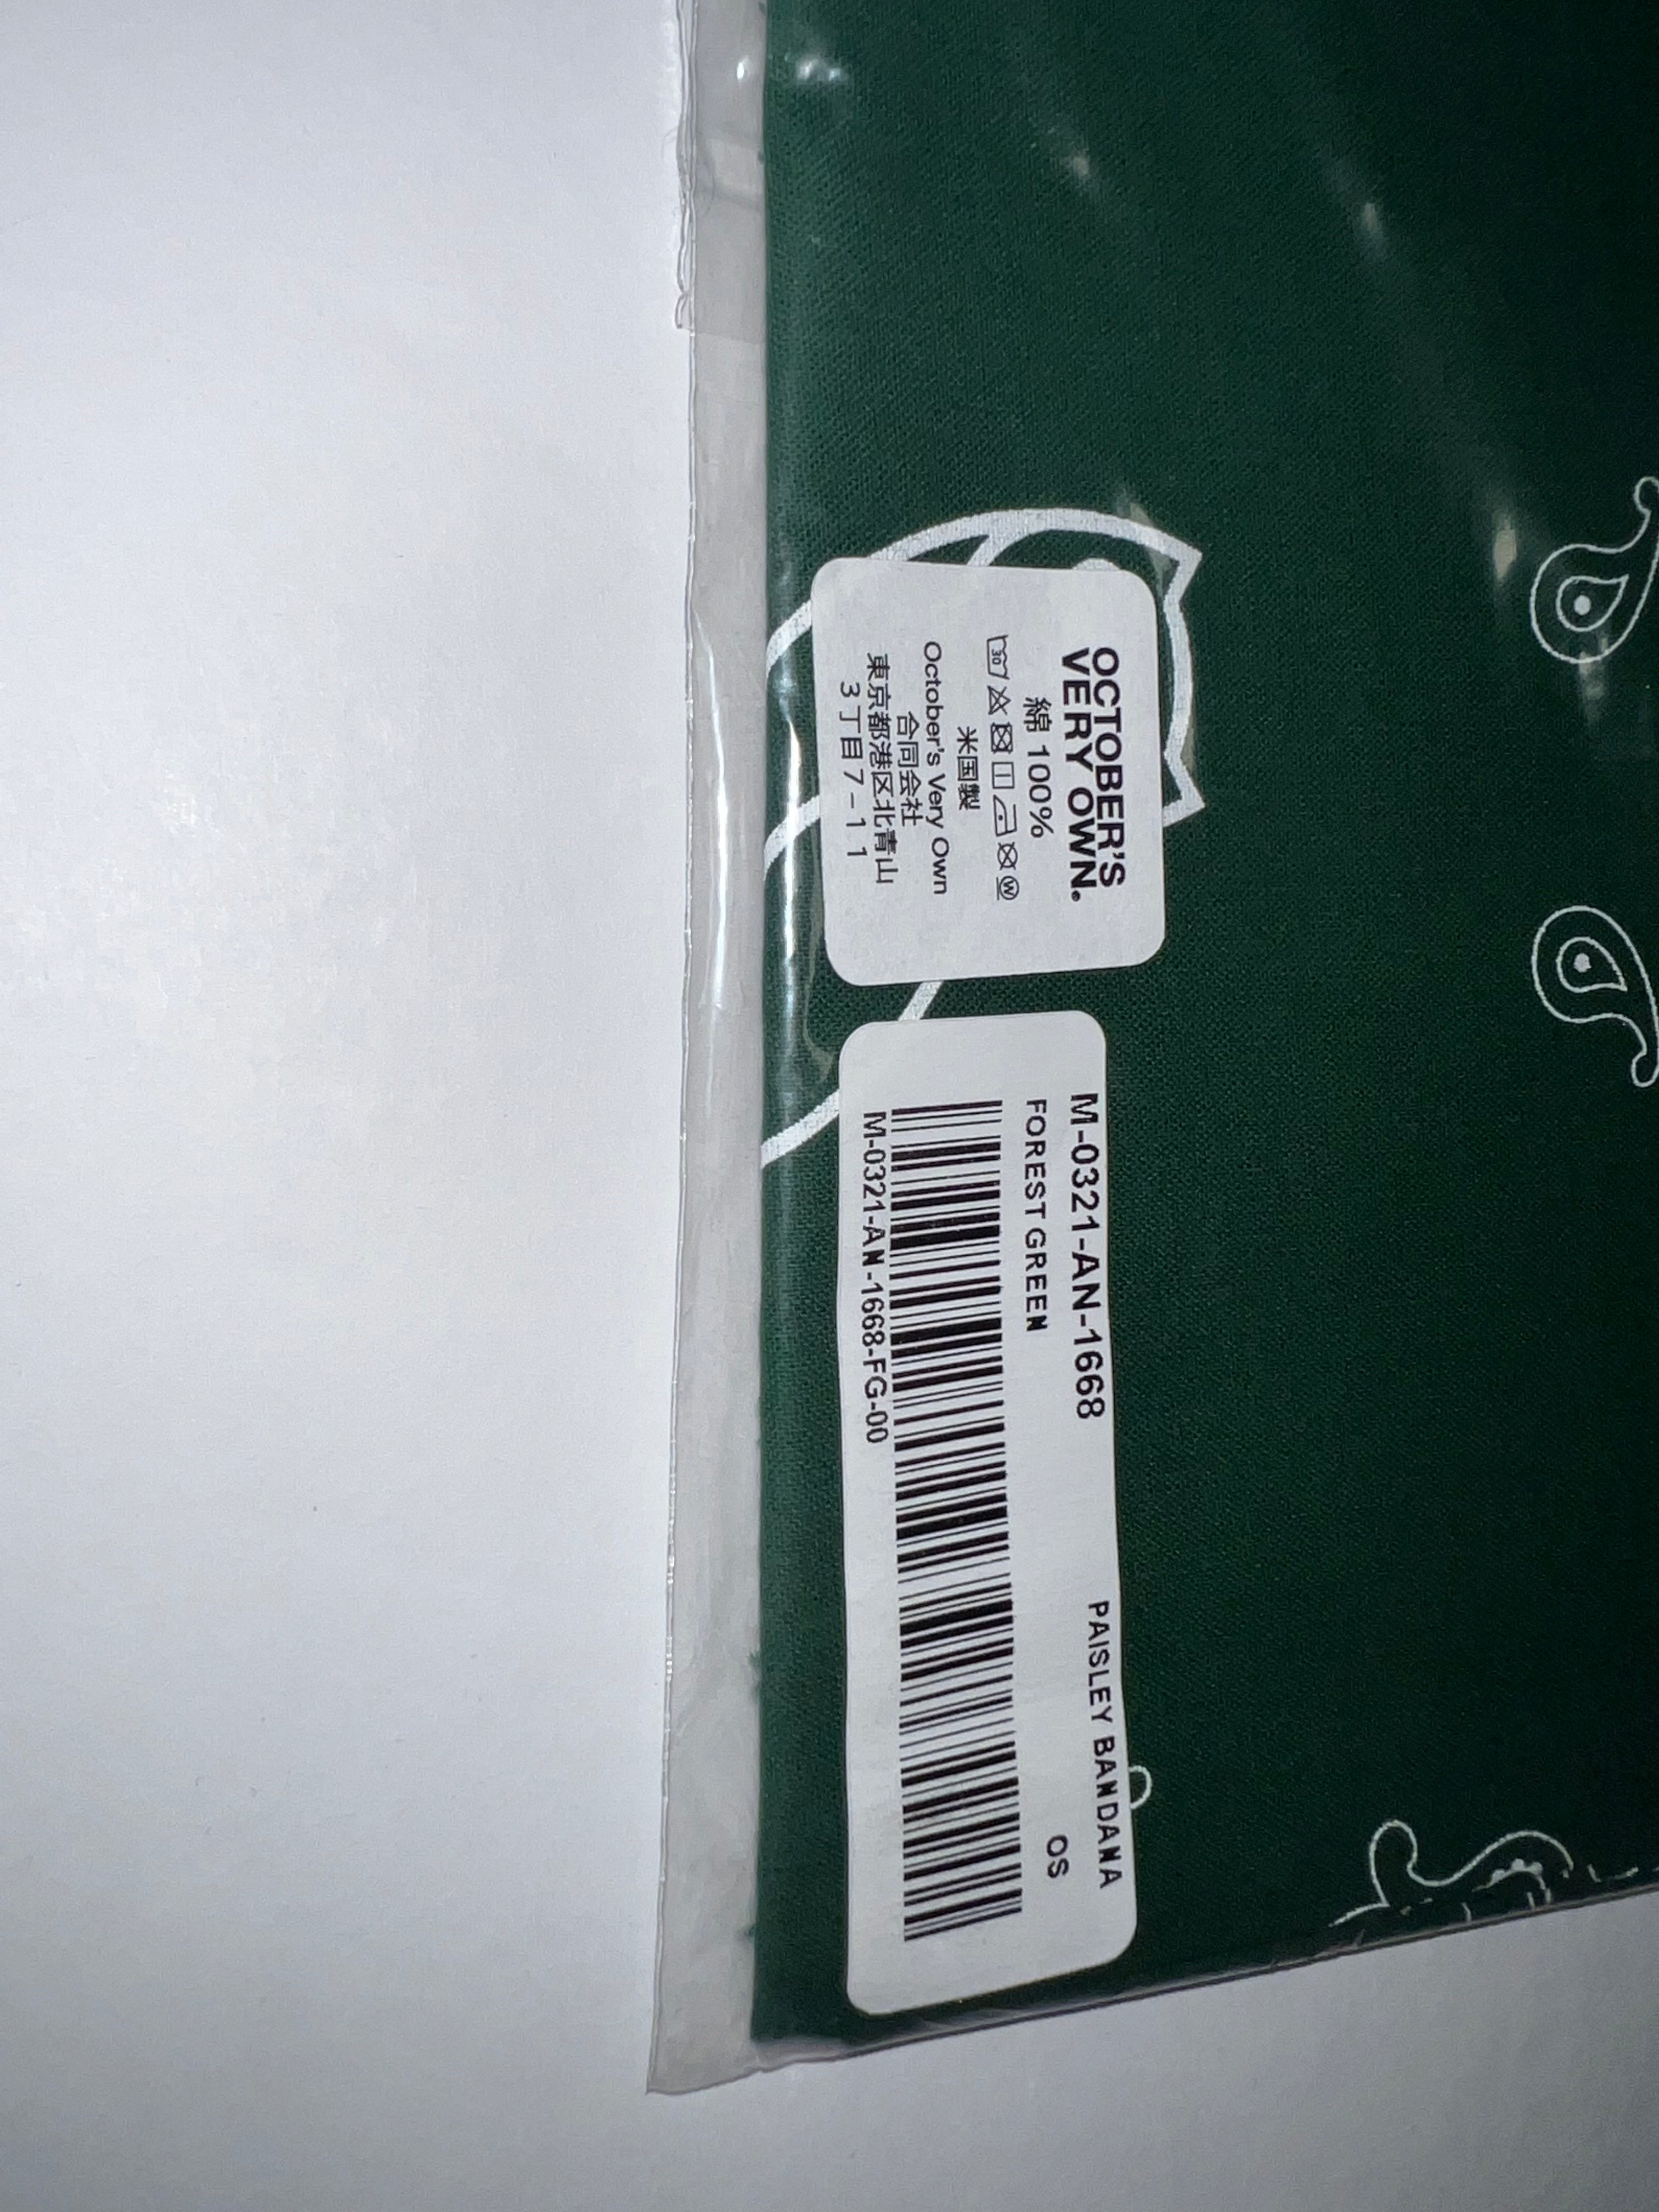 OCTOBER'S
VERY OWN®
綿 100%
30
W
米国製
October's Very Own
合同会社
東京都港区北青山
3丁目7-11
M-0321-AN-1668 PAISLEY BANDANA
FOREST GREEN OS
M-0321-AN-1668-FG-00